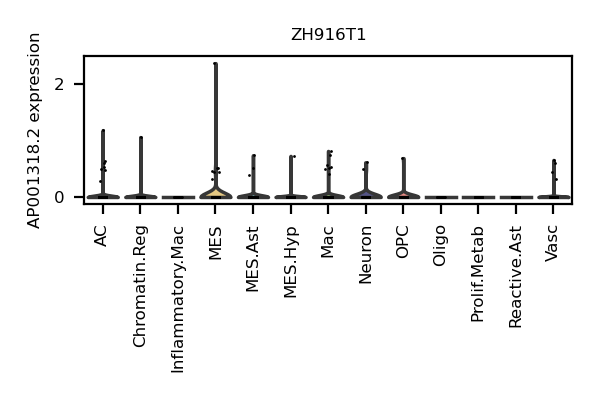 ZH916T1
AP001318.2 expression
2
0
AC
Chromatin.Reg
Inflammatory.Mac
MES
MES.Ast
MES.Hyp
Mac
Neuron
OPC
Oligo
Prolif.Metab
Reactive.Ast
Vasc